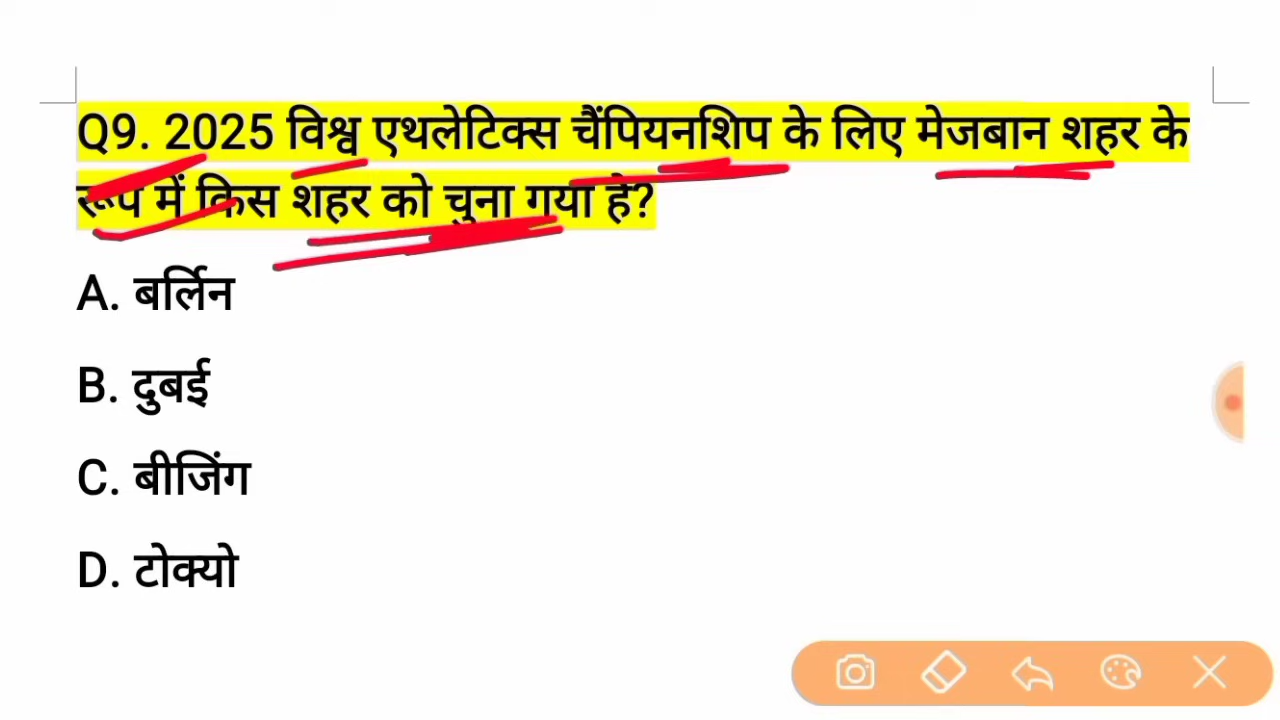 Q9. 2025 विश्व एथलेटिक्स चैंपियनशिप के लिए मेजबान शहर के
रूप में किस शहर को चुना गया है?
A. बर्लिन
B. दुबई
C. बीजिंग
D. टोक्यो